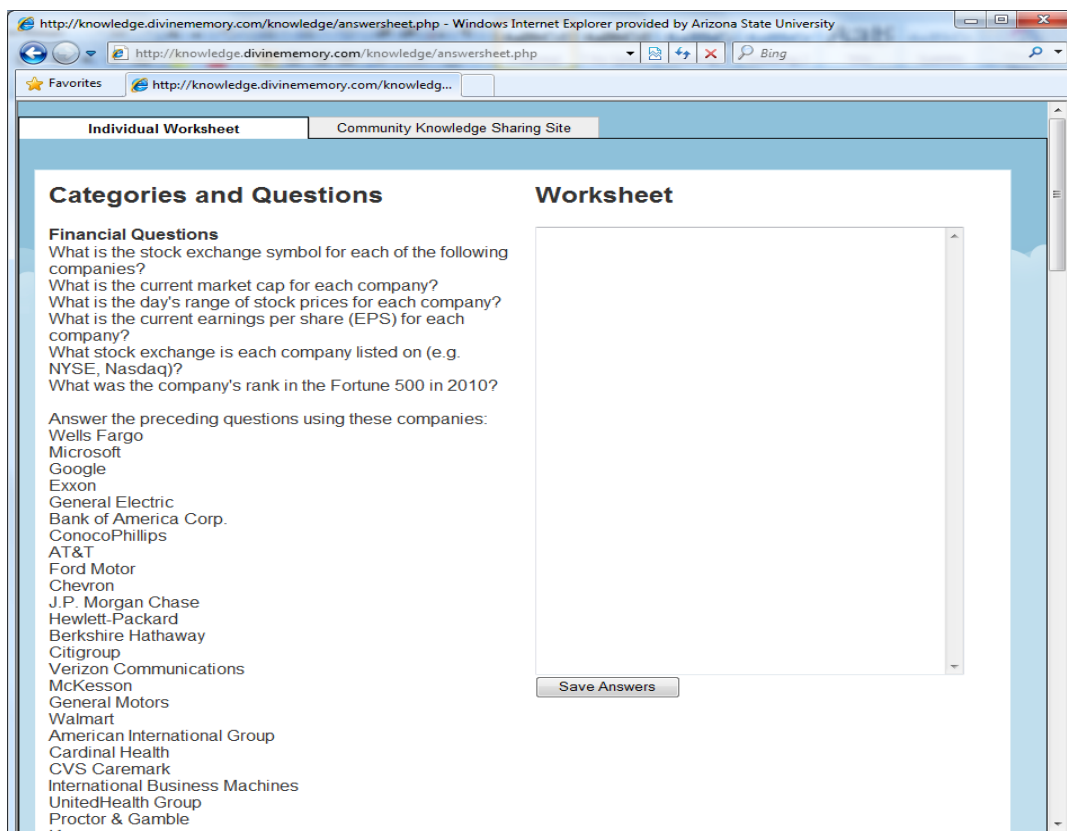 http://knowledge.divinememory.com/knowledge/answersheet.php - Windows Internet Explorer provided by Arizona State University
http://knowledge.divinememory.com/knowledge/answersheet.php
Bing
Favorites
http://knowledge.divinememory.com/knowledg...
Individual Worksheet
Community Knowledge Sharing Site
Categories and Questions
Financial Questions
What is the stock exchange symbol for each of the following
companies?
What is the current market cap for each company?
What is the day's range of stock prices for each company?
What is the current earnings per share (EPS) for each
company?
What stock exchange is each company listed on (e.g.
NYSE, Nasdaq)?
What was the company's rank in the Fortune 500 in 2010?
Answer the preceding questions using these companies:
Wells Fargo
Microsoft
Google
Exxon
General Electric
Bank of America Corp.
ConocoPhillips
AT&T
Ford Motor
Chevron
J.P. Morgan Chase
Hewlett-Packard
Berkshire Hathaway
Citigroup
Verizon Communications
McKesson
General Motors
Walmart
American International Group
Cardinal Health
CVS Caremark
International Business Machines
UnitedHealth Group
Proctor & Gamble
Worksheet
Save Answers